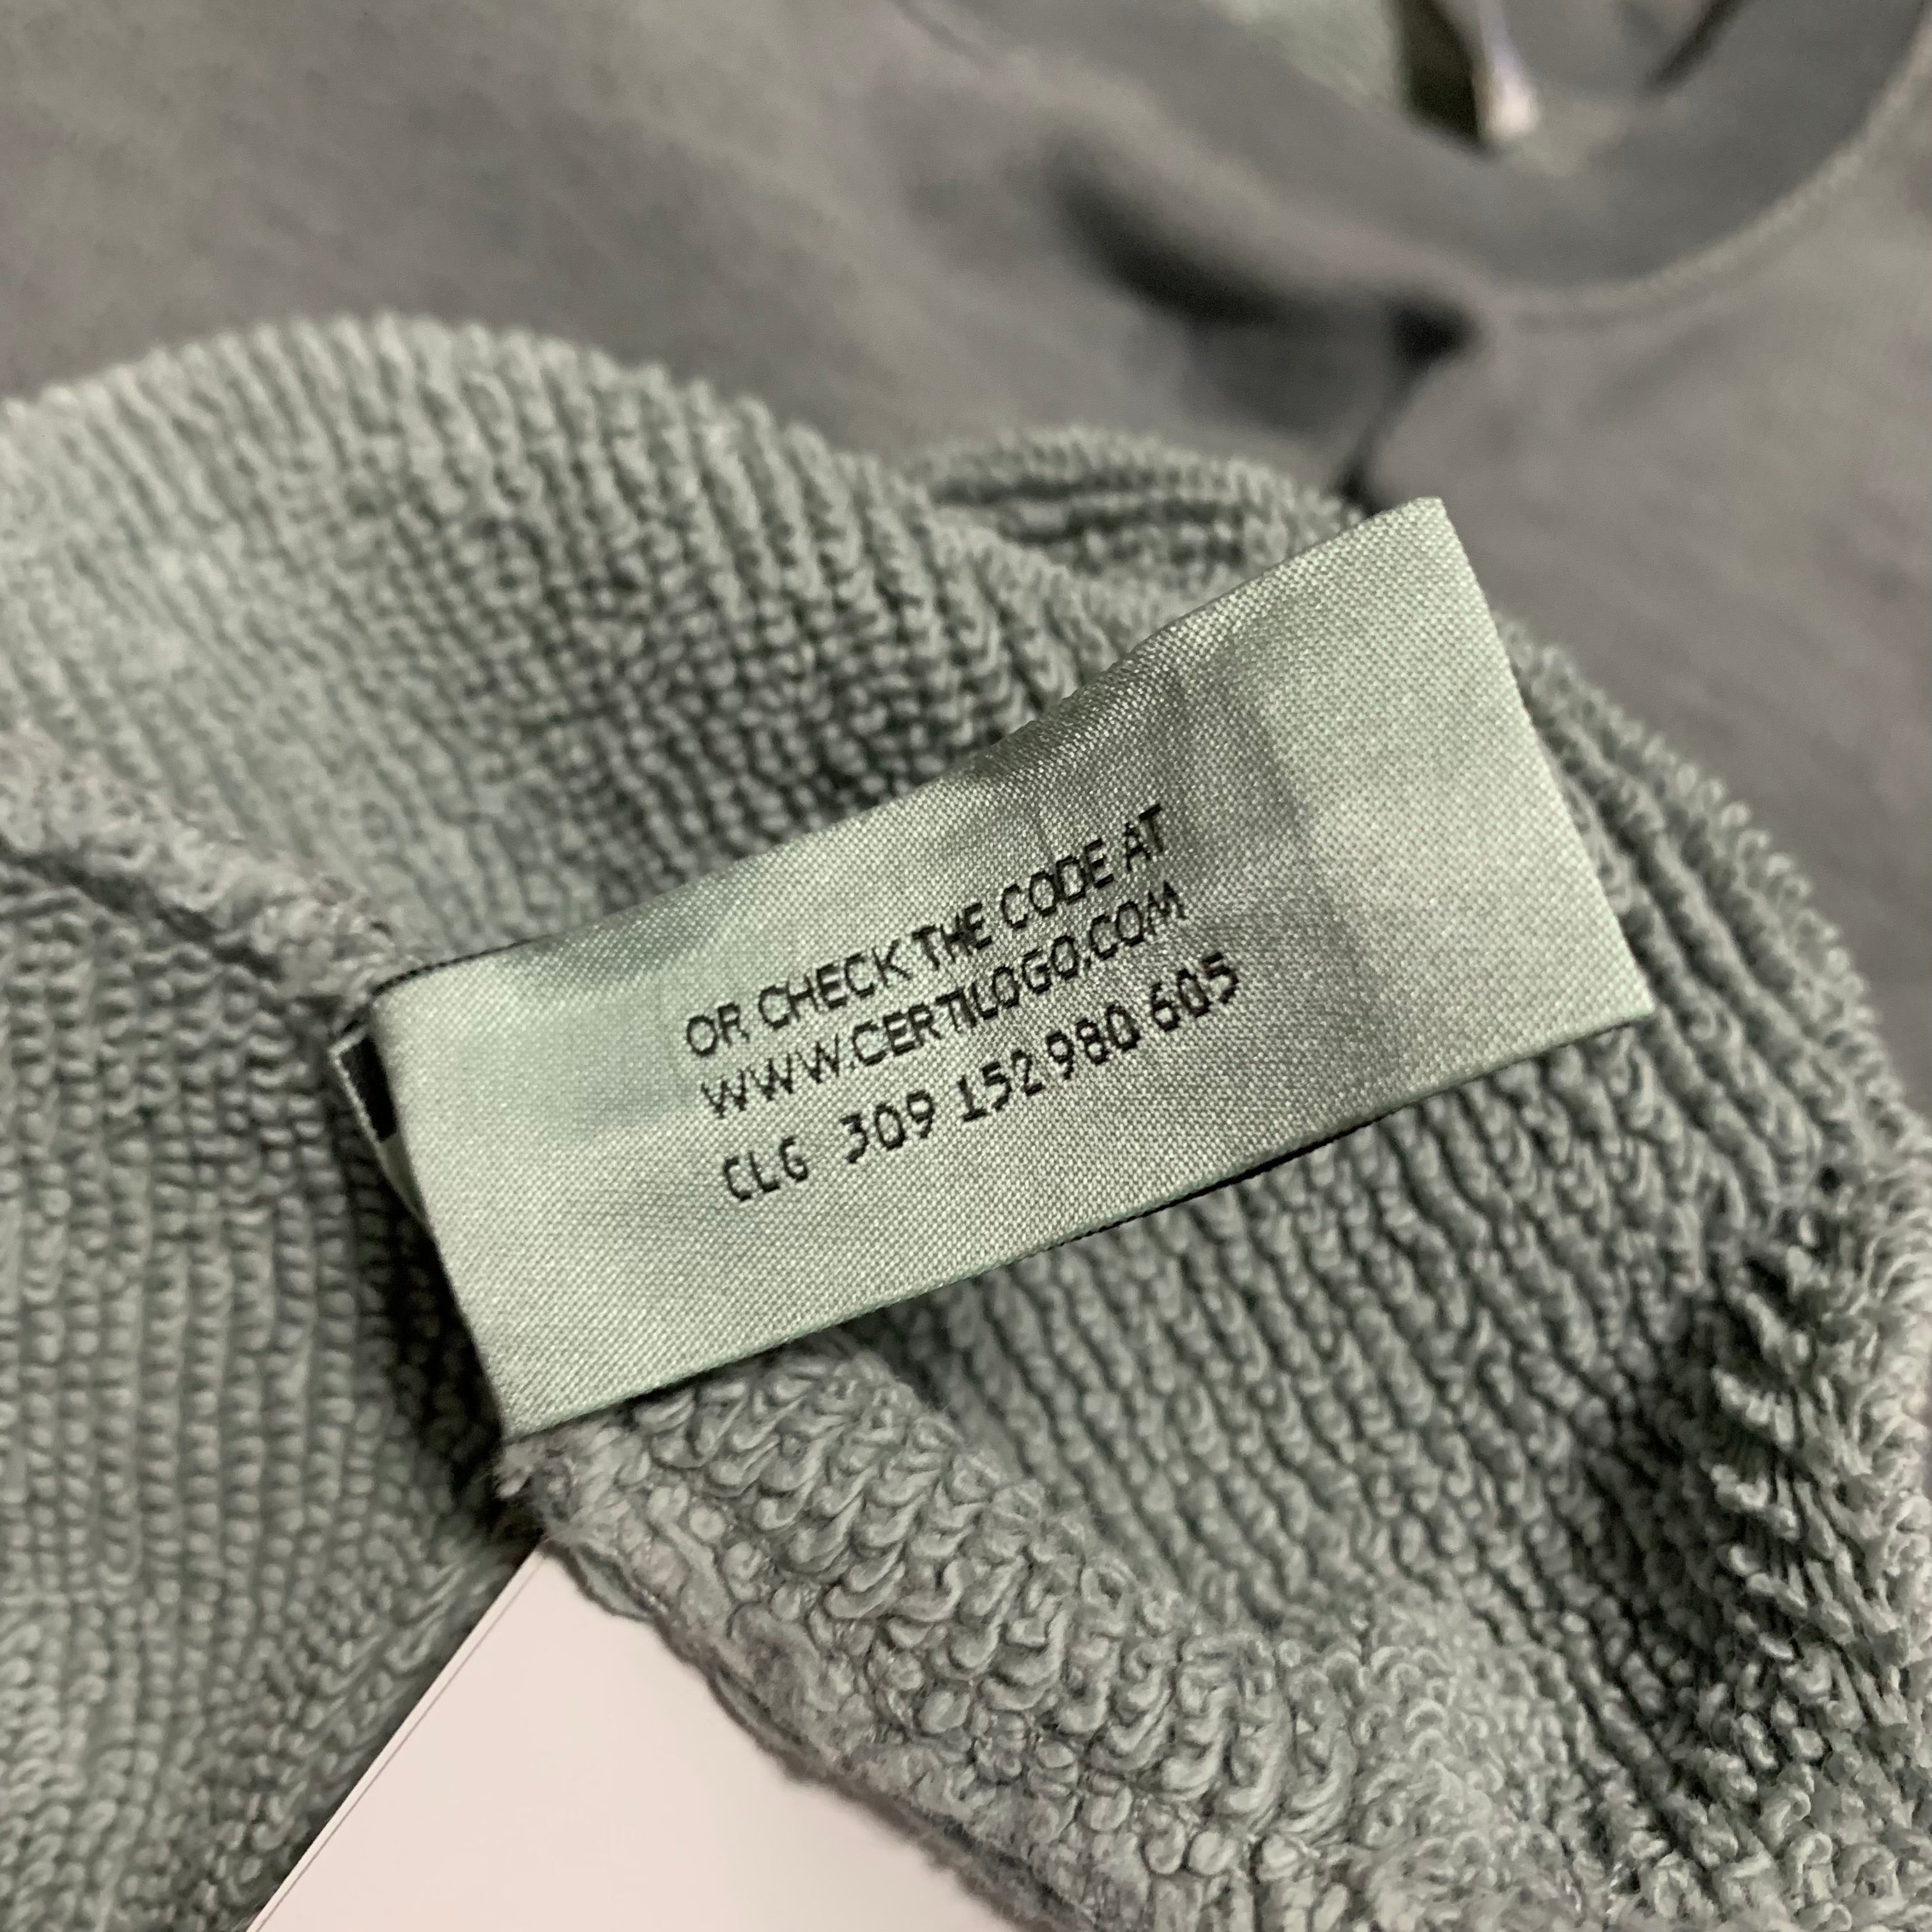 OR CHECK THE CODE AT
WWW.CERTILOGO.COM
CLG 309 152 980 605